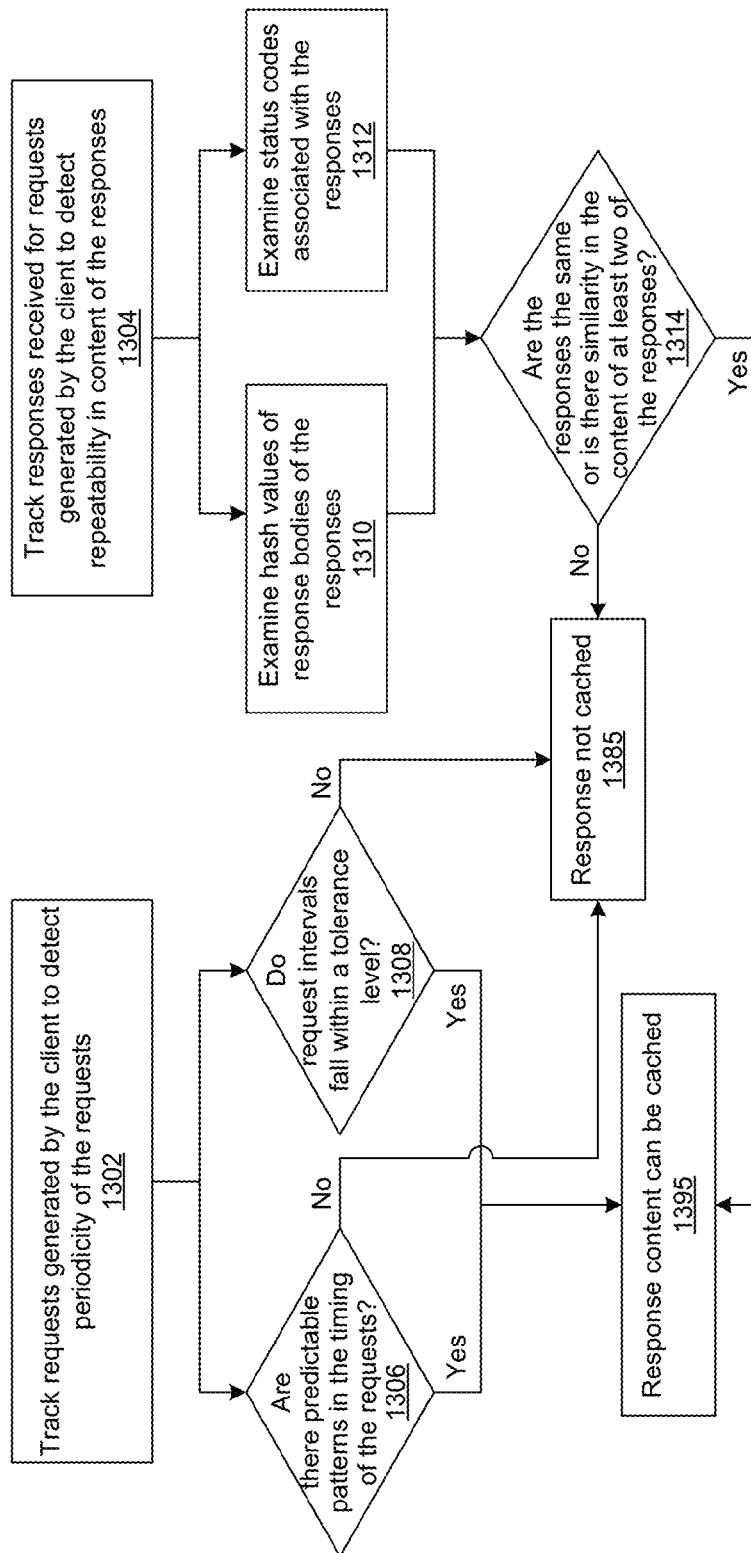 Track requests generated by the client to detect
periodicity of the requests
1302
Are
there predictable
patterns in the timing
of the requests?
1306
No
Yes
Do
request intervals
fall within a tolerance
level?
1308
No
Yes
Track responses received for requests
generated by the client to detect
repeatability in content of the responses
1304
Examine hash values of
response bodies of the
responses
1310
Examine status codes
associated with the
responses
1312
Are the
responses the same
or is there similarity in the
content of at least two of
the responses?
1314
No
Yes
Response not cached
1385
Response content can be cached
1395